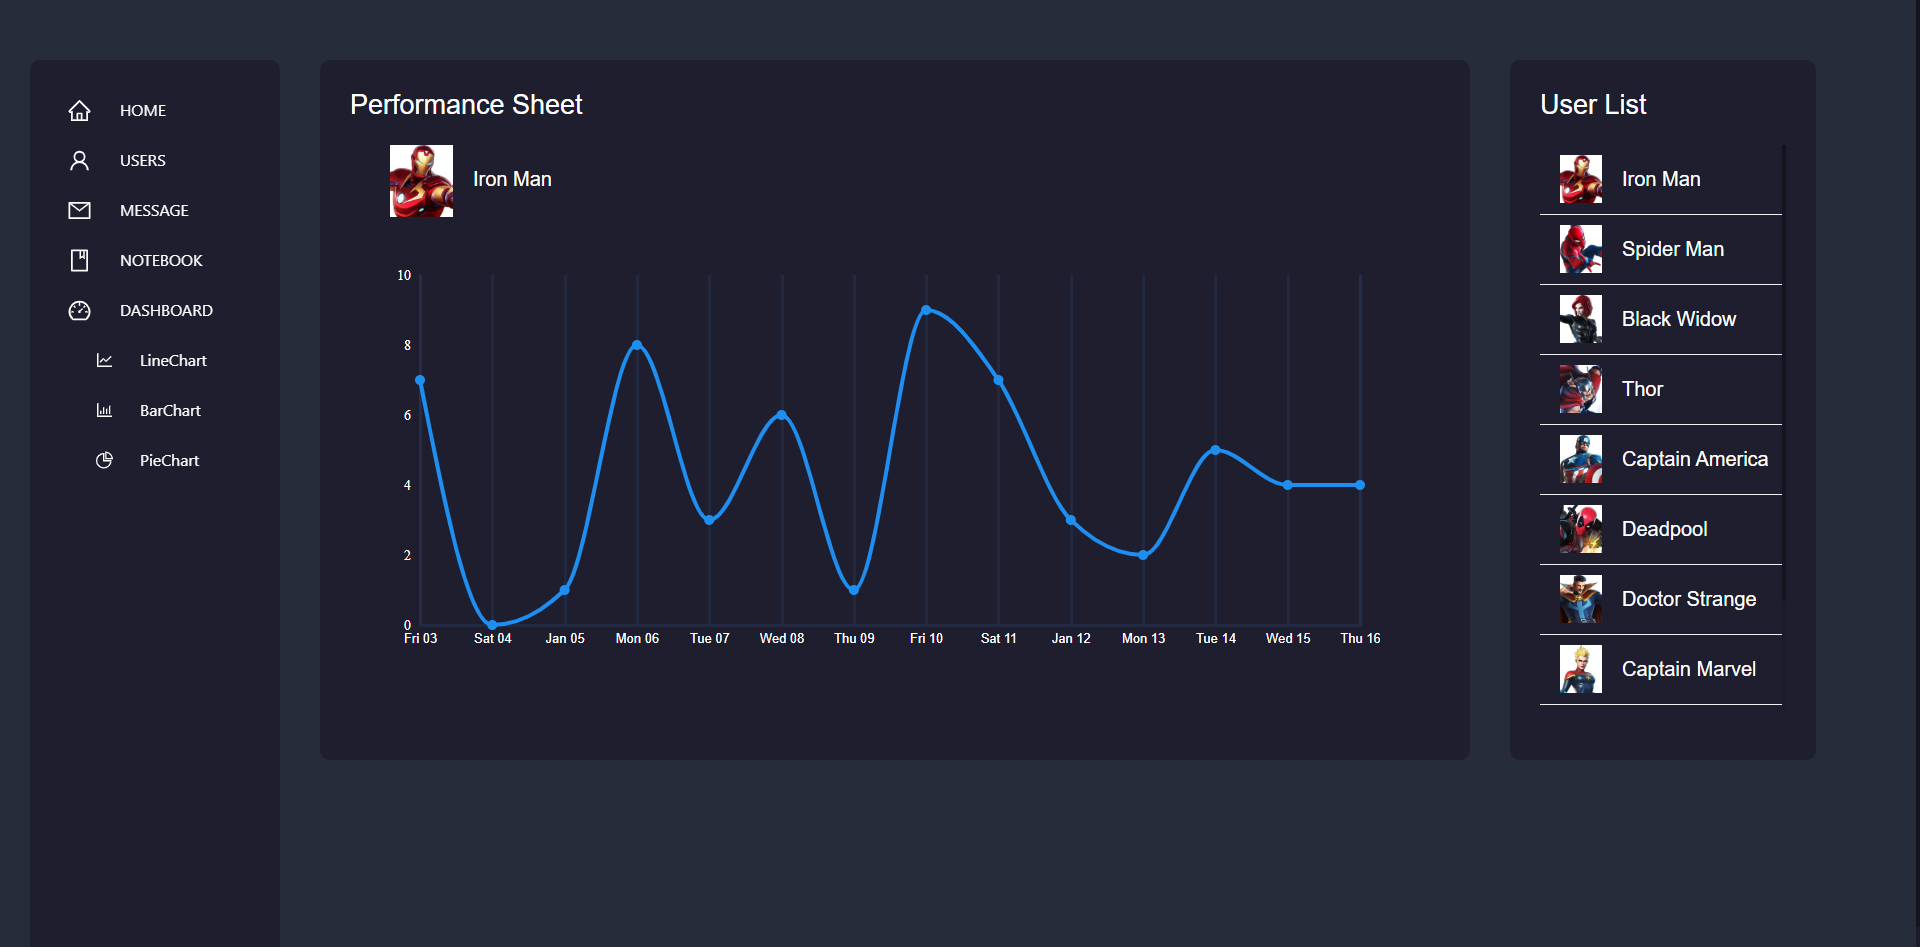 HOME
USERS
MESSAGE
NOTEBOOK
DASHBOARD
LineChart
BarChart
PieChart
Performance Sheet
Iron Man
10
8
6
4
2
0
Fri 03 Sat 04 Jan 05 Mon 06 Tue 07 Wed 08 Thu 09 Fri 10 Sat 11 Jan 12 Mon 13 Tue 14 Wed 15 Thu 16
User List
Iron Man
Spider Man
Black Widow
Thor
Captain America
Deadpool
Doctor Strange
Captain Marvel